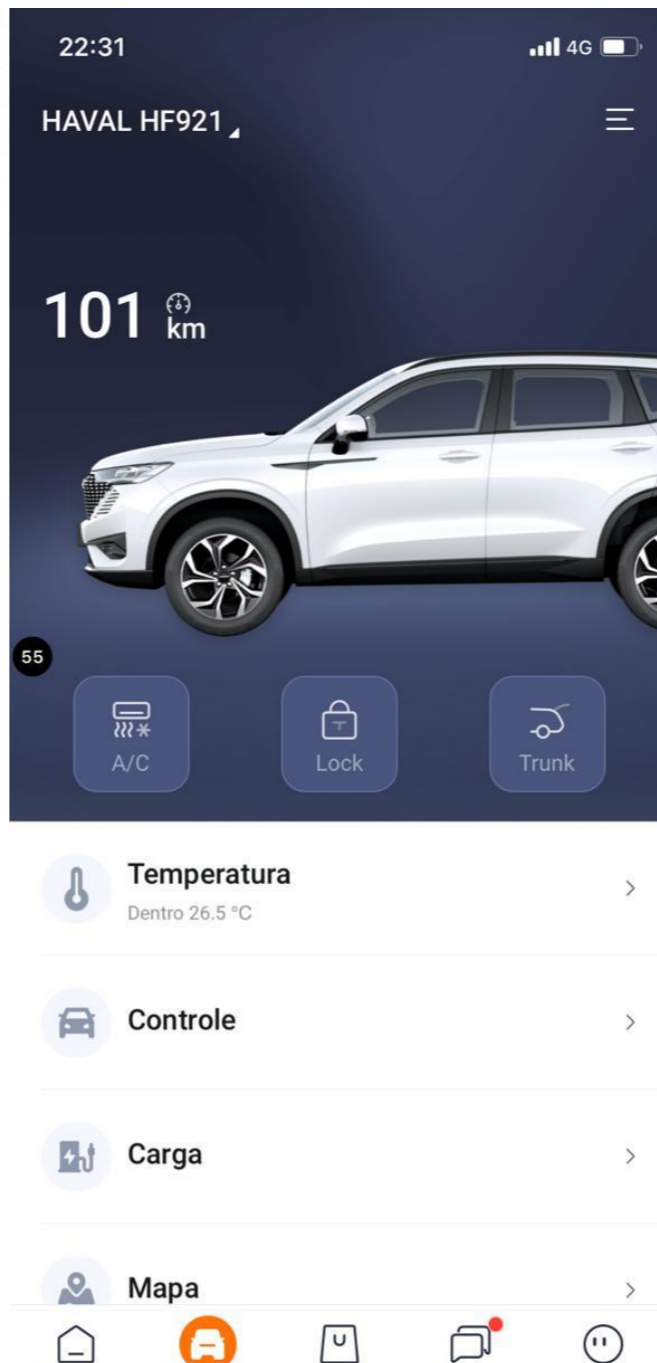 22:31
4G
HAVAL HF921
101 km
55
A/C
Lock
Trunk
Temperatura
Dentro 26.5 °C
Controle
Carga
Mapa